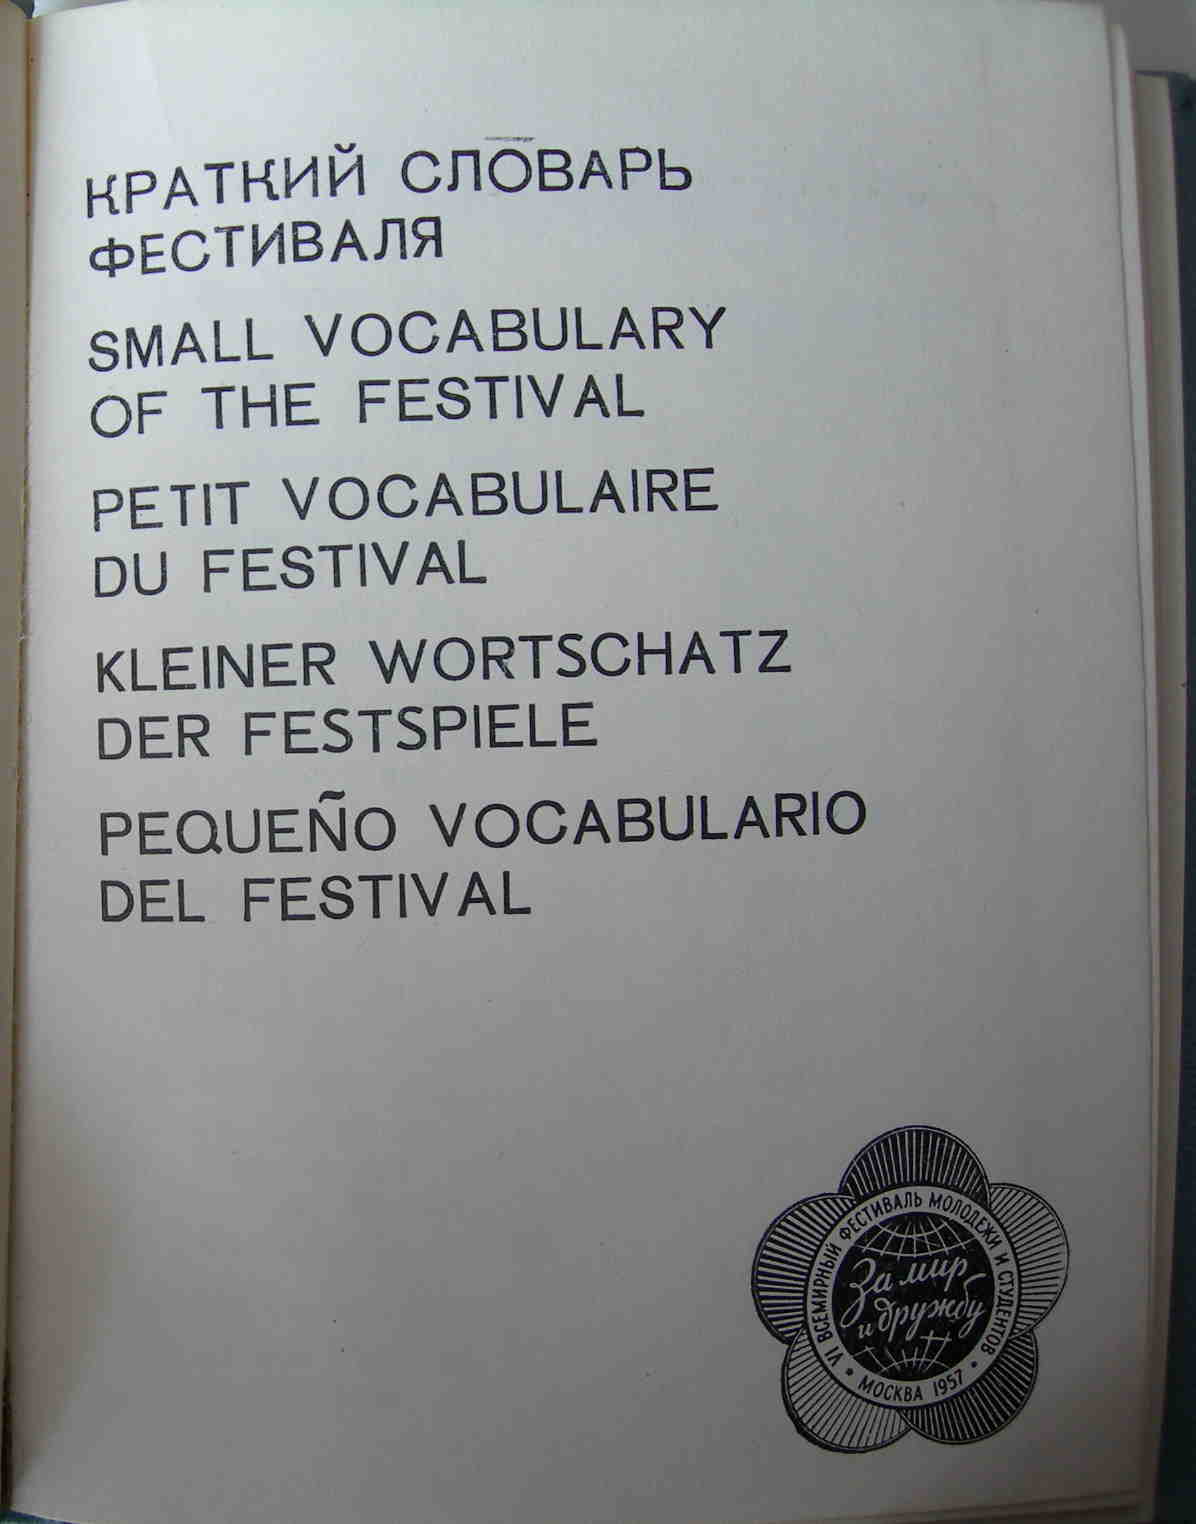 КРАТКИЙ СЛОВАРЬ
ФЕСТИВАЛЯ
SMALL VOCABULARY
OF THE FESTIVAL
PETIT VOCABULAIRE
DU FESTIVAL
KLEINER WORTSCHATZ
DER FESTSPIELE
PEQUEÑO VOCABULARIO
DEL FESTIVAL
VI ВСЕМИРНЫЙ ФЕСТИВАЛЬ МОЛОДЕЖИ И СТУДЕНТОВ
За мир
и дружбу
• МОСКВА 1957 •